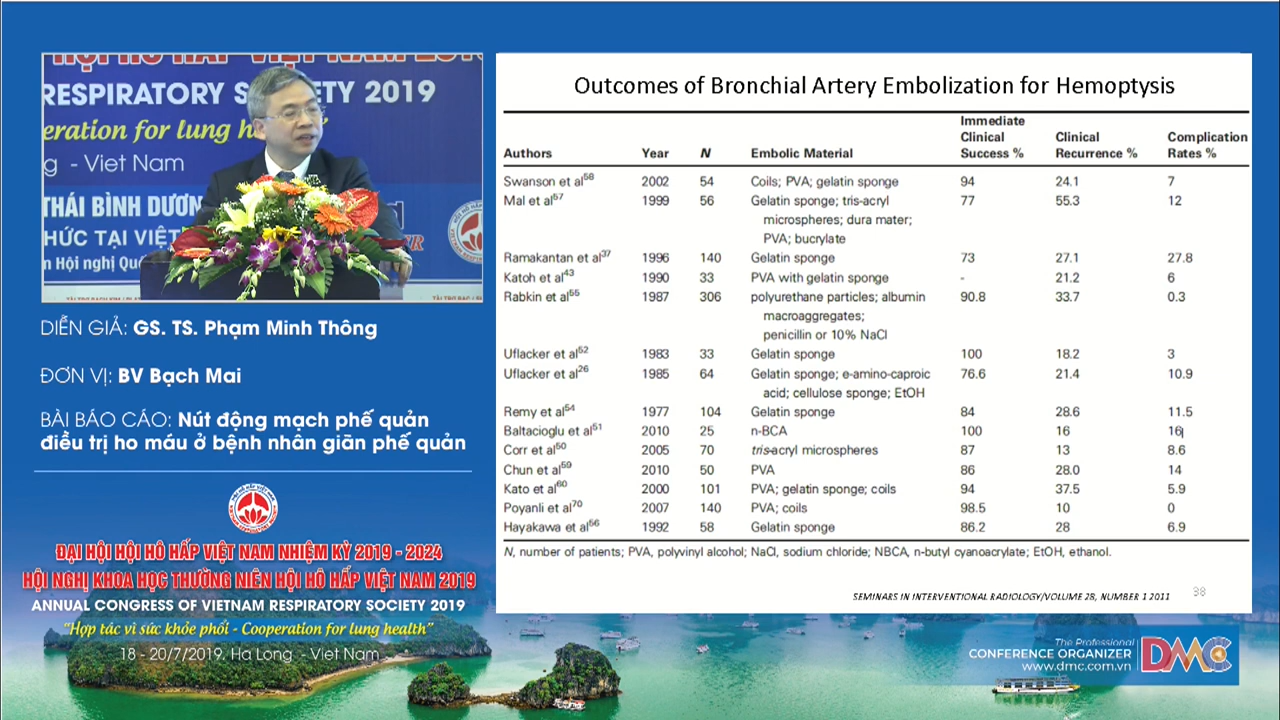 HỘI HÔ HẤP VIỆT NAM 201
RESPIRATORY S ETY 2019
eration for lung he
g - Viet Nam
THÁI BÌNH DƯƠN
HỨC TẠI VIỆT
n Hội nghị Qu
DIỄN GIẢ: GS. TS. Phạm Minh Thông
ĐƠN VỊ: BV Bạch Mai
BÀI BÁO CÁO: Nút động mạch phế quản
điều trị ho máu ở bệnh nhân giãn phế quản
ĐẠI HỘI HỘI HÔ HẤP VIỆT NAM NHIỆM KỲ 2019 - 2024
HỘI NGHỊ KHOA HỌC THƯỜNG NIÊN HỘI HÔ HẤP VIỆT NAM 2019
ANNUAL CONGRESS OF VIETNAM RESPIRATORY SOCIETY 2019
“Hợp tác vì sức khỏe phổi - Cooperation for lung health”
18 - 20/7/2019. Ha Long - Viet Nam
Outcomes of Bronchial Artery Embolization for Hemoptysis
Authors Year N Embolic Material Immediate Clinical Success % Clinical Recurrence % Complication Rates %
Swanson et al58 2002 54 Coils; PVA; gelatin sponge 94 24.1 7
Mal et al57 1999 56 Gelatin sponge; tris-acryl 77 55.3 12
microspheres; dura mater;
PVA; bucrylate
Ramakantan et al37 1996 140 Gelatin sponge 73 27.1 27.8
Katoh et al43 1990 33 PVA with gelatin sponge - 21.2 6
Rabkin et al55 1987 306 polyurethane particles; albumin 90.8 33.7 0.3
macroaggregates;
penicillin or 10% NaCl
Uflacker et al52 1983 33 Gelatin sponge 100 18.2 3
Uflacker et al26 1985 64 Gelatin sponge; e-amino-caproic 76.6 21.4 10.9
acid; cellulose sponge; EtOH
Remy et al54 1977 104 Gelatin sponge 84 28.6 11.5
Baltacioglu et al51 2010 25 n-BCA 100 16 16
Corr et al50 2005 70 tris-acryl microspheres 87 13 8.6
Chun et al59 2010 50 PVA 86 28.0 14
Kato et al60 2000 101 PVA; gelatin sponge; coils 94 37.5 5.9
Poyanli et al70 2007 140 PVA; coils 98.5 10 0
Hayakawa et al56 1992 58 Gelatin sponge 86.2 28 6.9
N, number of patients; PVA, polyvinyl alcohol; NaCl, sodium chloride; NBCA, n-butyl cyanoacrylate; EtOH, ethanol.
SEMINARS IN INTERVENTIONAL RADIOLOGY/VOLUME 28, NUMBER 1 2011 38
The Professional
CONFERENCE ORGANIZER
www.dmc.com.vn
DMC